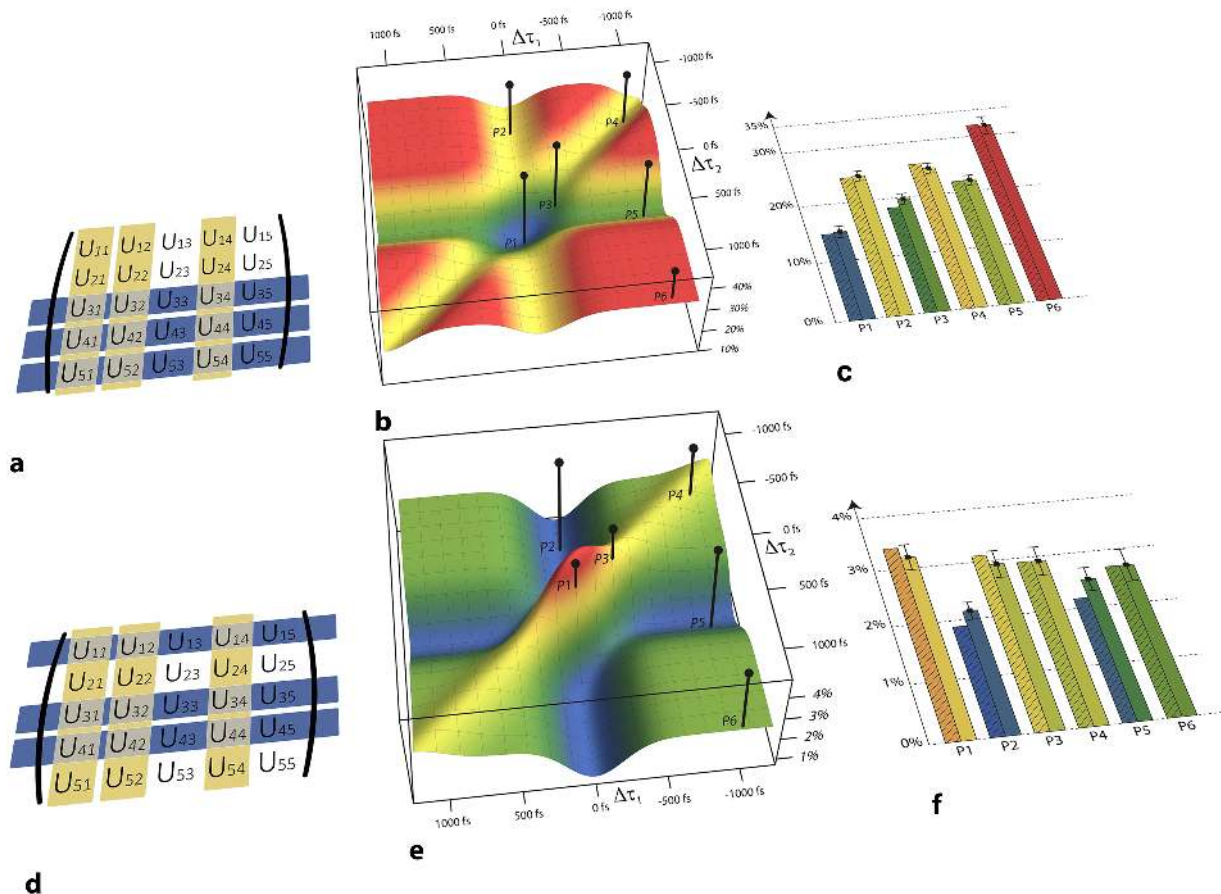 U11 U12 U13 U14 U15
U21 U22 U23 U24 U25
U31 U32 U33 U34 U35
U41 U42 U43 U44 U45
U51 U52 U53 U54 U55
a
1000 fs 500 fs 0 fs -500 fs -1000 fs
Δτ1
-1000 fs
-500 fs
0 fs
Δτ2
500 fs
1000 fs
P2
P4
P3
P5
P1
P6
40%
30%
20%
10%
b
35%
30%
20%
10%
0%
P1 P2 P3 P4 P5 P6
c
U11 U12 U13 U14 U15
U21 U22 U23 U24 U25
U31 U32 U33 U34 U35
U41 U42 U43 U44 U45
U51 U52 U53 U54 U55
d
-1000 fs
-500 fs
0 fs
Δτ2
500 fs
1000 fs
P4
P2
P3
P1
P5
P6
4%
3%
2%
1%
Δτ1
1000 fs 500 fs 0 fs -500 fs -1000 fs
e
4%
3%
2%
1%
0%
P1 P2 P3 P4 P5 P6
f